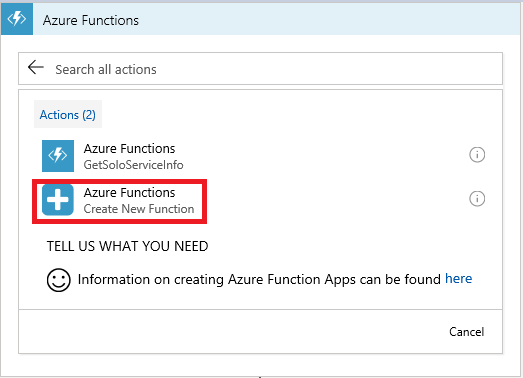 Azure Functions
Search all actions
Actions (2)
Azure Functions
GetSoloServiceInfo
Azure Functions
Create New Function
TELL US WHAT YOU NEED
Information on creating Azure Function Apps can be found here
Cancel